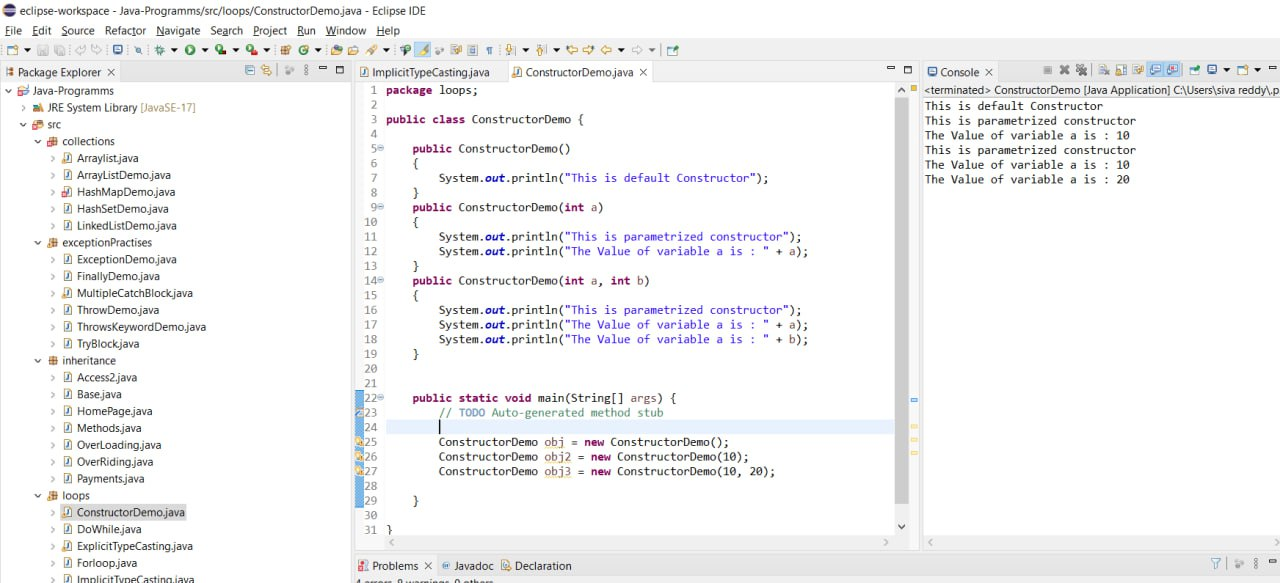 eclipse-workspace - Java-Programms/src/loops/ConstructorDemo.java - Eclipse IDE
File Edit Source Refactor Navigate Search Project Run Window Help
Package Explorer
Java-Programms
JRE System Library [JavaSE-17]
src
collections
Arraylist.java
ArrayListDemo.java
HashMapDemo.java
HashSetDemo.java
LinkedListDemo.java
exceptionPractises
ExceptionDemo.java
FinallyDemo.java
MultipleCatchBlock.java
ThrowDemo.java
ThrowsKeywordDemo.java
TryBlock.java
inheritance
Access2.java
Base.java
HomePage.java
Methods.java
OverLoading.java
OverRiding.java
Payments.java
loops
ConstructorDemo.java
DoWhile.java
ExplicitTypeCasting.java
Forloop.java
ImplicitTypeCasting.java
ImplicitTypeCasting.java ConstructorDemo.java
1 package loops;
2
3 public class ConstructorDemo {
4
5 public ConstructorDemo()
6 {
7 System.out.println("This is default Constructor");
8 }
9 public ConstructorDemo(int a)
10 {
11 System.out.println("This is parametrized constructor");
12 System.out.println("The Value of variable a is : " + a);
13 }
14 public ConstructorDemo(int a, int b)
15 {
16 System.out.println("This is parametrized constructor");
17 System.out.println("The Value of variable a is : " + a);
18 System.out.println("The Value of variable a is : " + b);
19 }
20
21
22 public static void main(String[] args) {
23 // TODO Auto-generated method stub
24
25 ConstructorDemo obj = new ConstructorDemo();
26 ConstructorDemo obj2 = new ConstructorDemo(10);
27 ConstructorDemo obj3 = new ConstructorDemo(10, 20);
28
29 }
30
31 }
Problems Javadoc Declaration
4 errors, 9 warnings, 0 others
Console
<terminated> ConstructorDemo [Java Application] C:\Users\siva reddy\.p
This is default Constructor
This is parametrized constructor
The Value of variable a is : 10
This is parametrized constructor
The Value of variable a is : 10
The Value of variable a is : 20